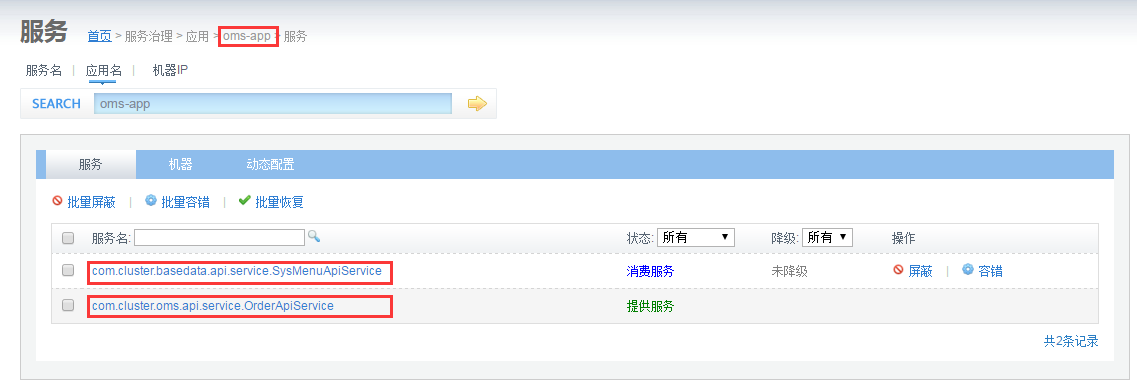 服务 首页 > 服务治理 > 应用 > oms-app > 服务
服务名 | 应用名 | 机器IP
SEARCH oms-app
服务 机器 动态配置
批量屏蔽 | 批量容错 | 批量恢复
服务名: 状态: 所有 降级: 所有 操作
com.cluster.basedata.api.service.SysMenuApiService 消费服务 未降级 屏蔽 | 容错
com.cluster.oms.api.service.OrderApiService 提供服务
共2条记录